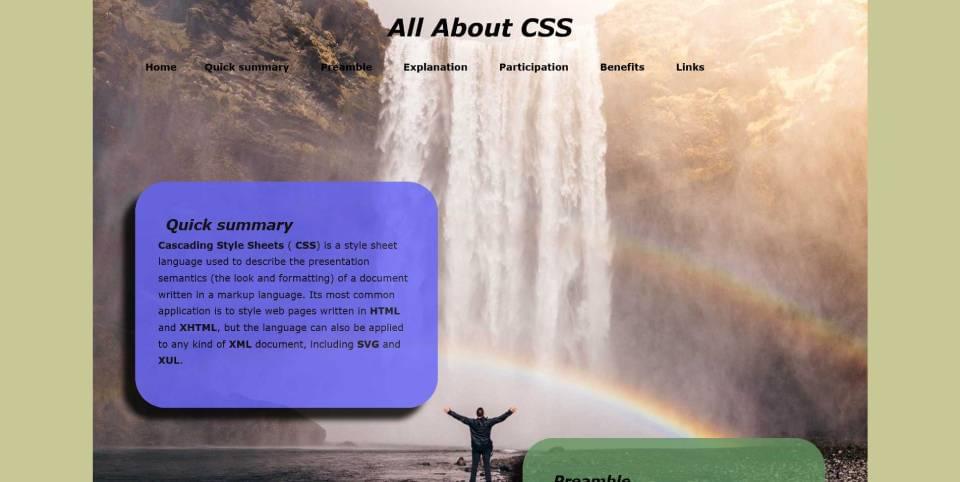 All About CSS
Home Quick summary Preamble Explanation Participation Benefits Links
Quick summary
Cascading Style Sheets ( CSS) is a style sheet
language used to describe the presentation
semantics (the look and formatting) of a document
written in a markup language. Its most common
application is to style web pages written in HTML
and XHTML, but the language can also be applied
to any kind of XML document, including SVG and
XUL.
Preamble